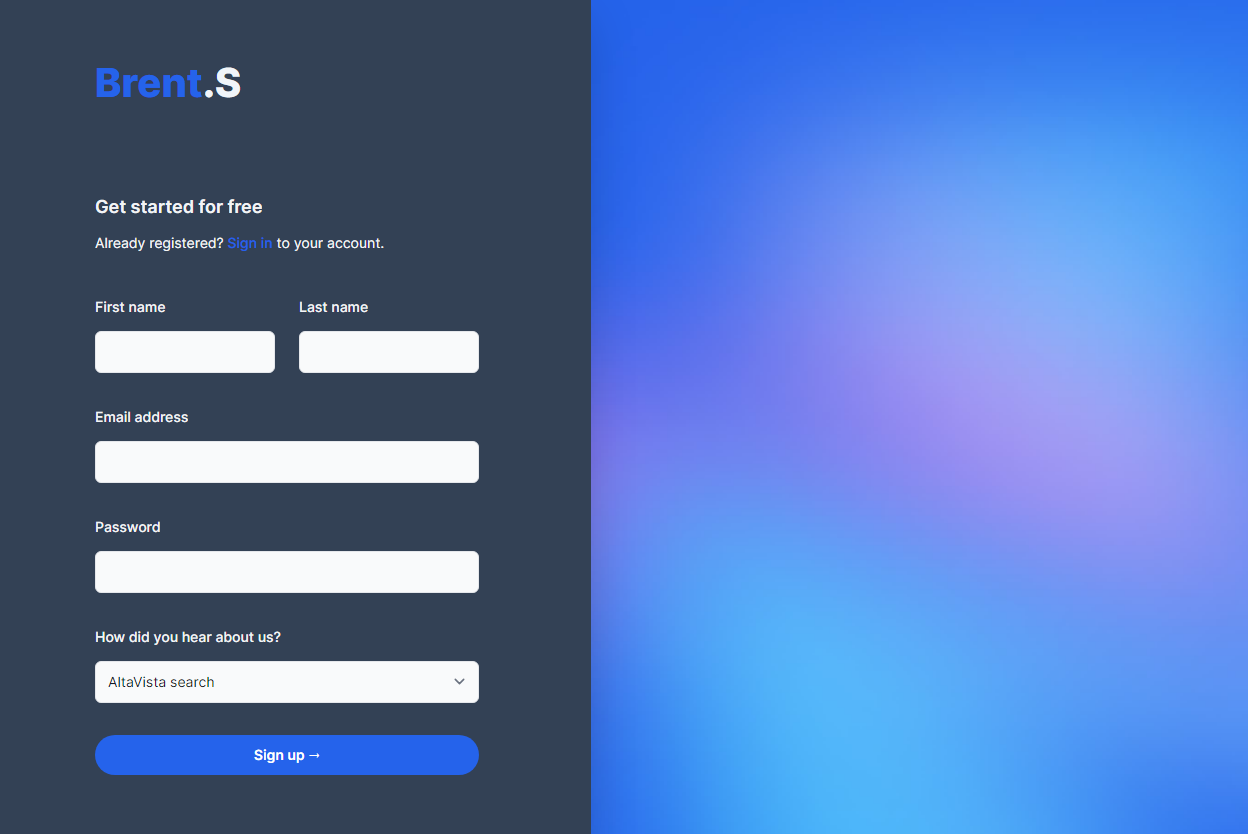 Brent.S
Get started for free
Already registered? Sign in to your account.
First name
Last name
Email address
Password
How did you hear about us?
AltaVista search
Sign up →